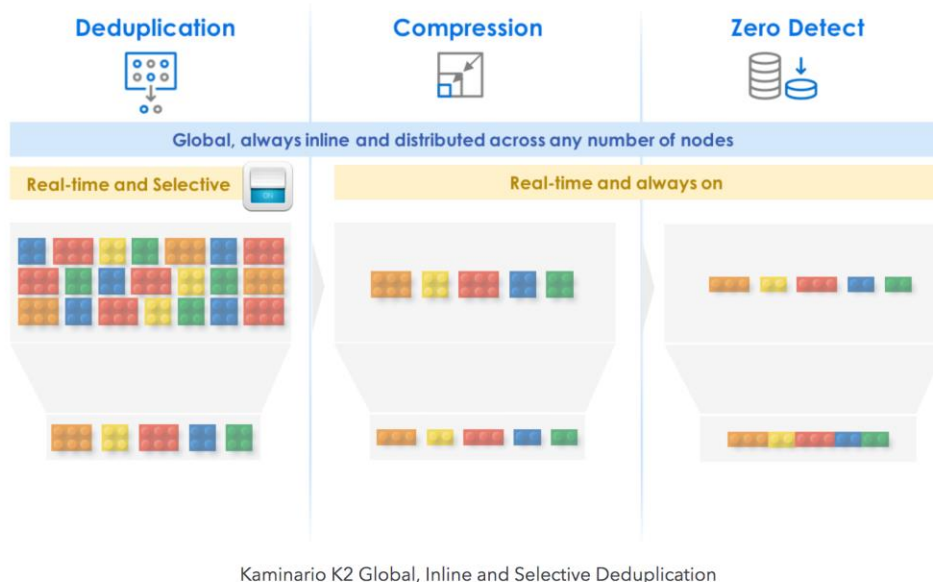 Deduplication
Compression
Zero Detect
Global, always inline and distributed across any number of nodes
Real-time and Selective
ON
Real-time and always on
Kaminario K2 Global, Inline and Selective Deduplication